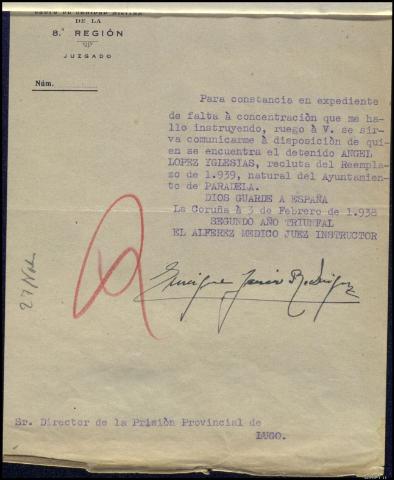 DE LA
8.ª REGIÓN
JUZGADO
Núm.
Para constancia en expediente
de falta à concentración que me ha-
llo instruyendo, ruego à V. se sir-
va comunicarme à disposición de qui-
en se encuentra el detenido ANGEL
LOPEZ YGLESIAS, recluta del Reempla-
zo de 1.939, natural del Ayuntamien-
to de PARADELA.
DIOS GUARDE A ESPAÑA
La Coruña à 3 de Febrero de 1.938
SEGUNDO AÑO TRIUNFAL
EL ALFEREZ MEDICO JUEZ INSTRUCTOR
Enrique
Sr. Director de la Prisión Provincial de
LUGO.